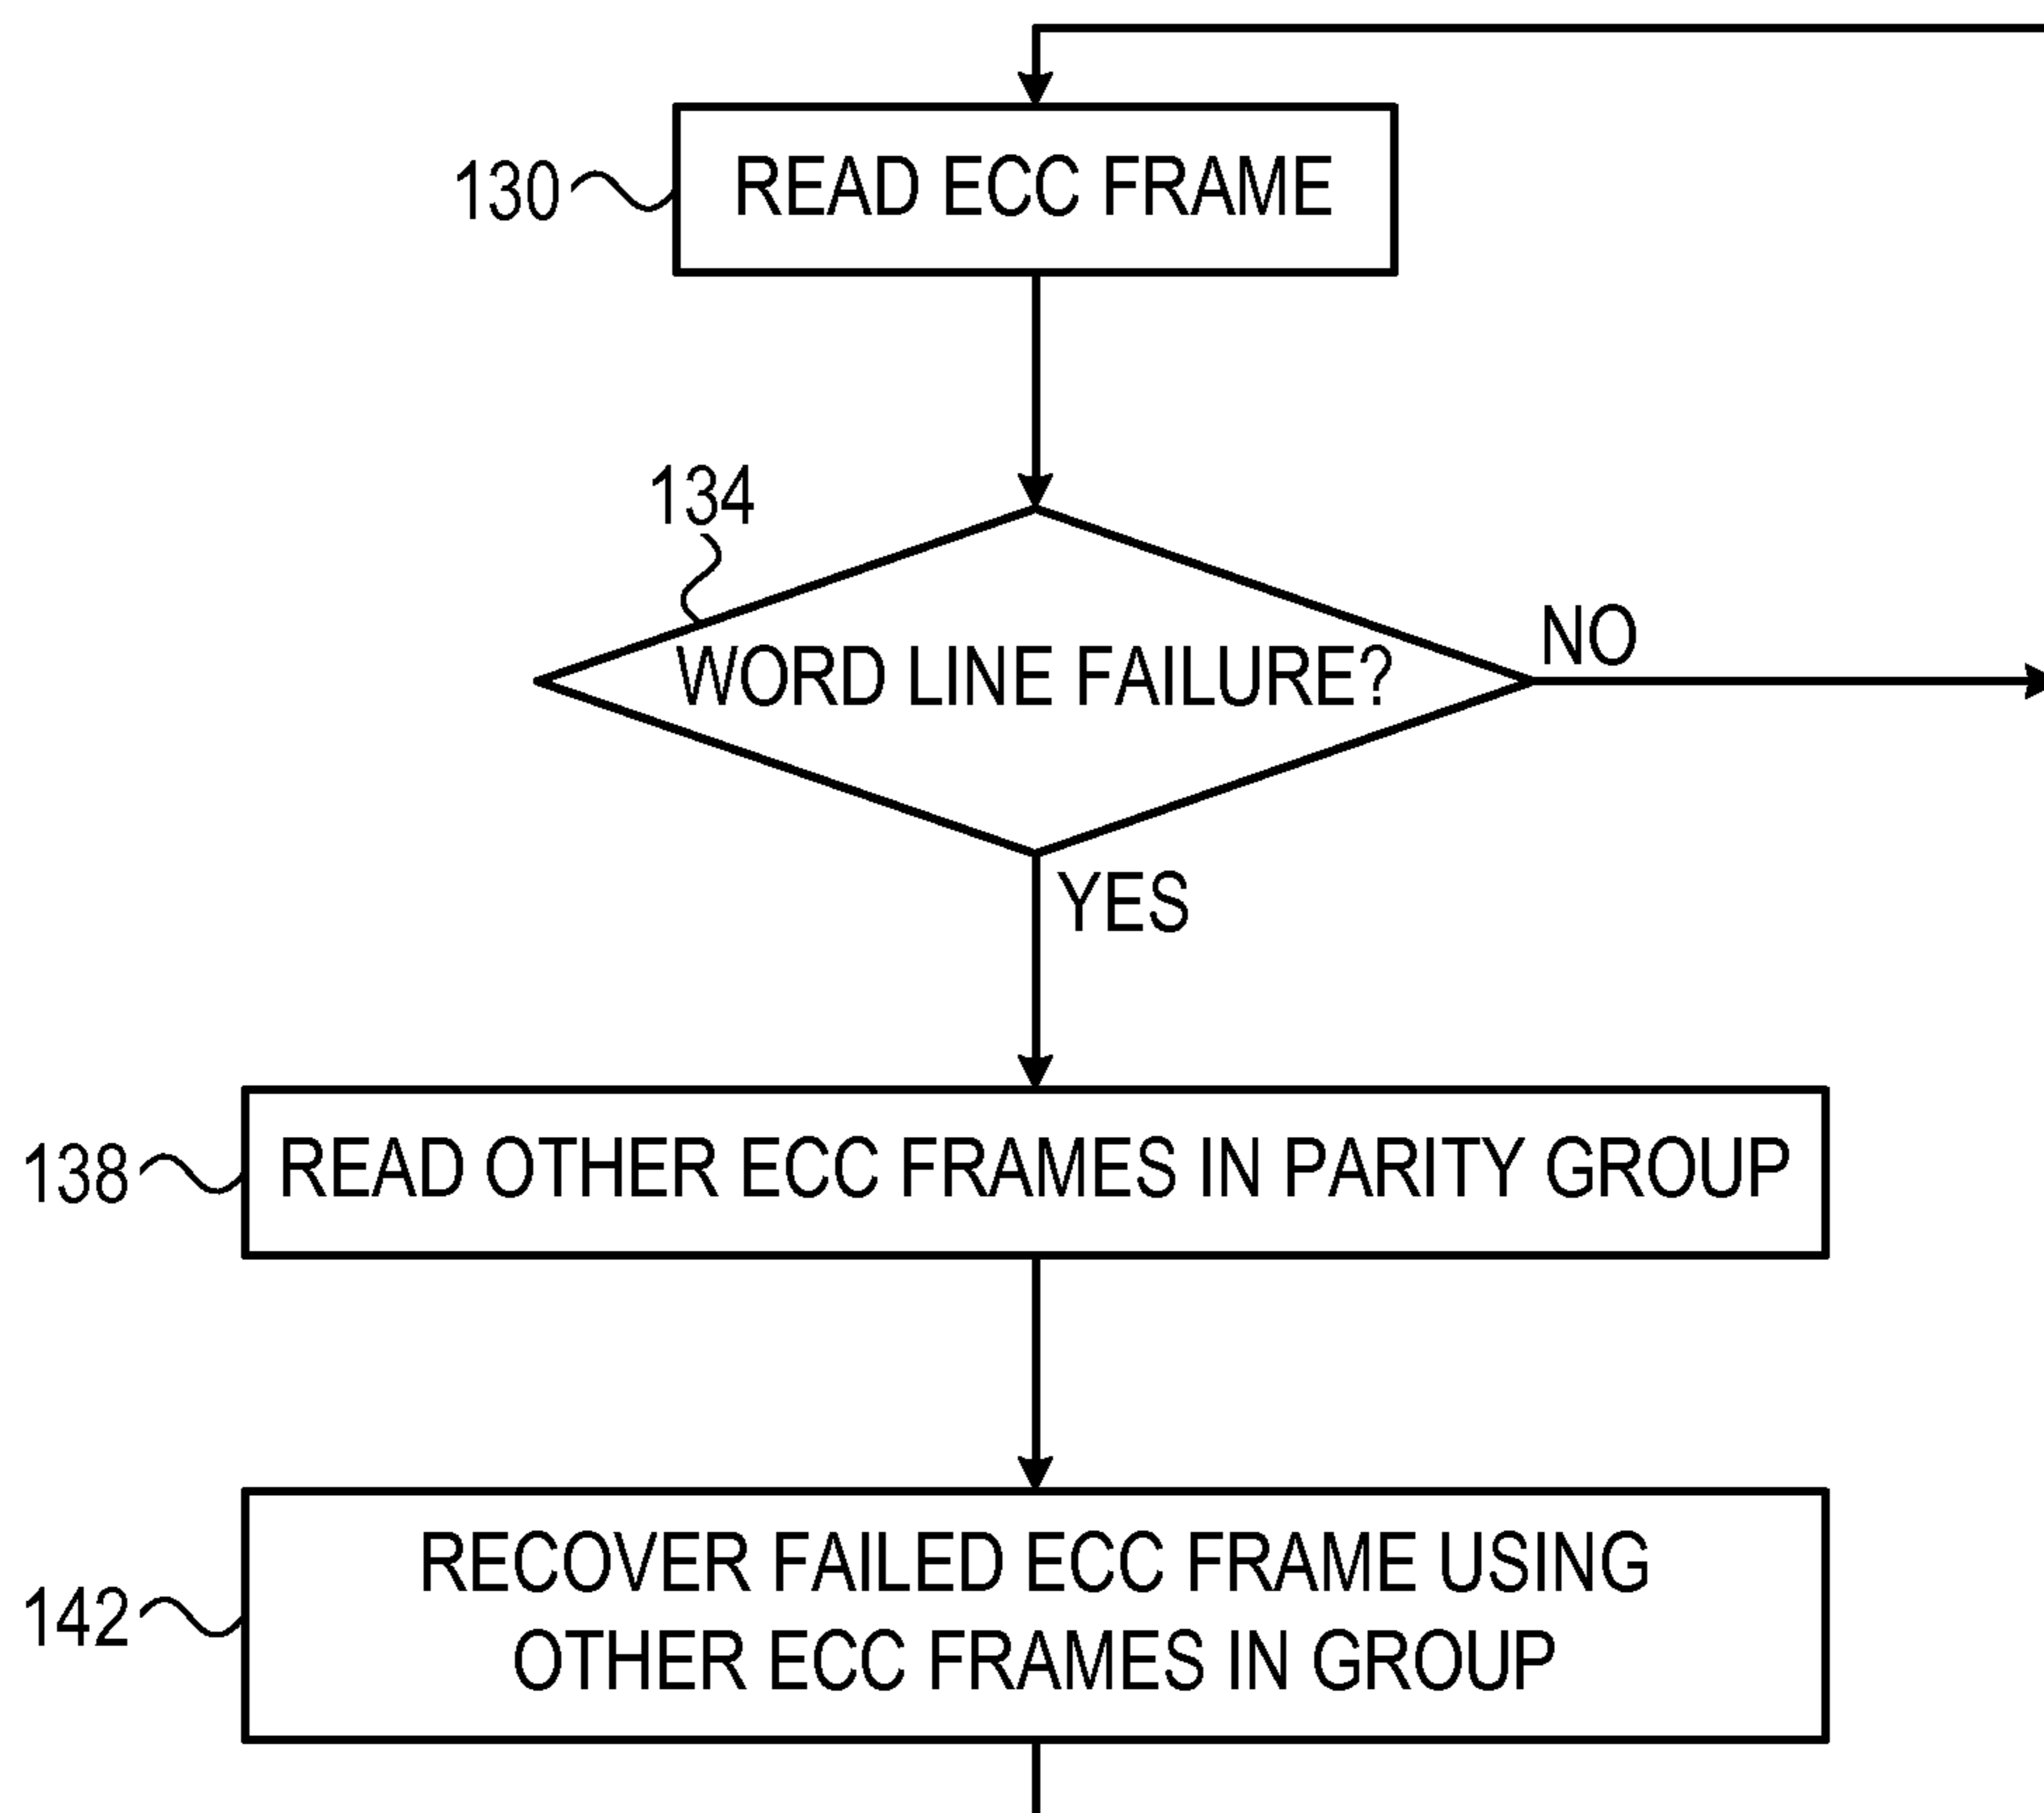 130
READ ECC FRAME
134
WORD LINE FAILURE?
NO
YES
138
READ OTHER ECC FRAMES IN PARITY GROUP
142
RECOVER FAILED ECC FRAME USING
OTHER ECC FRAMES IN GROUP